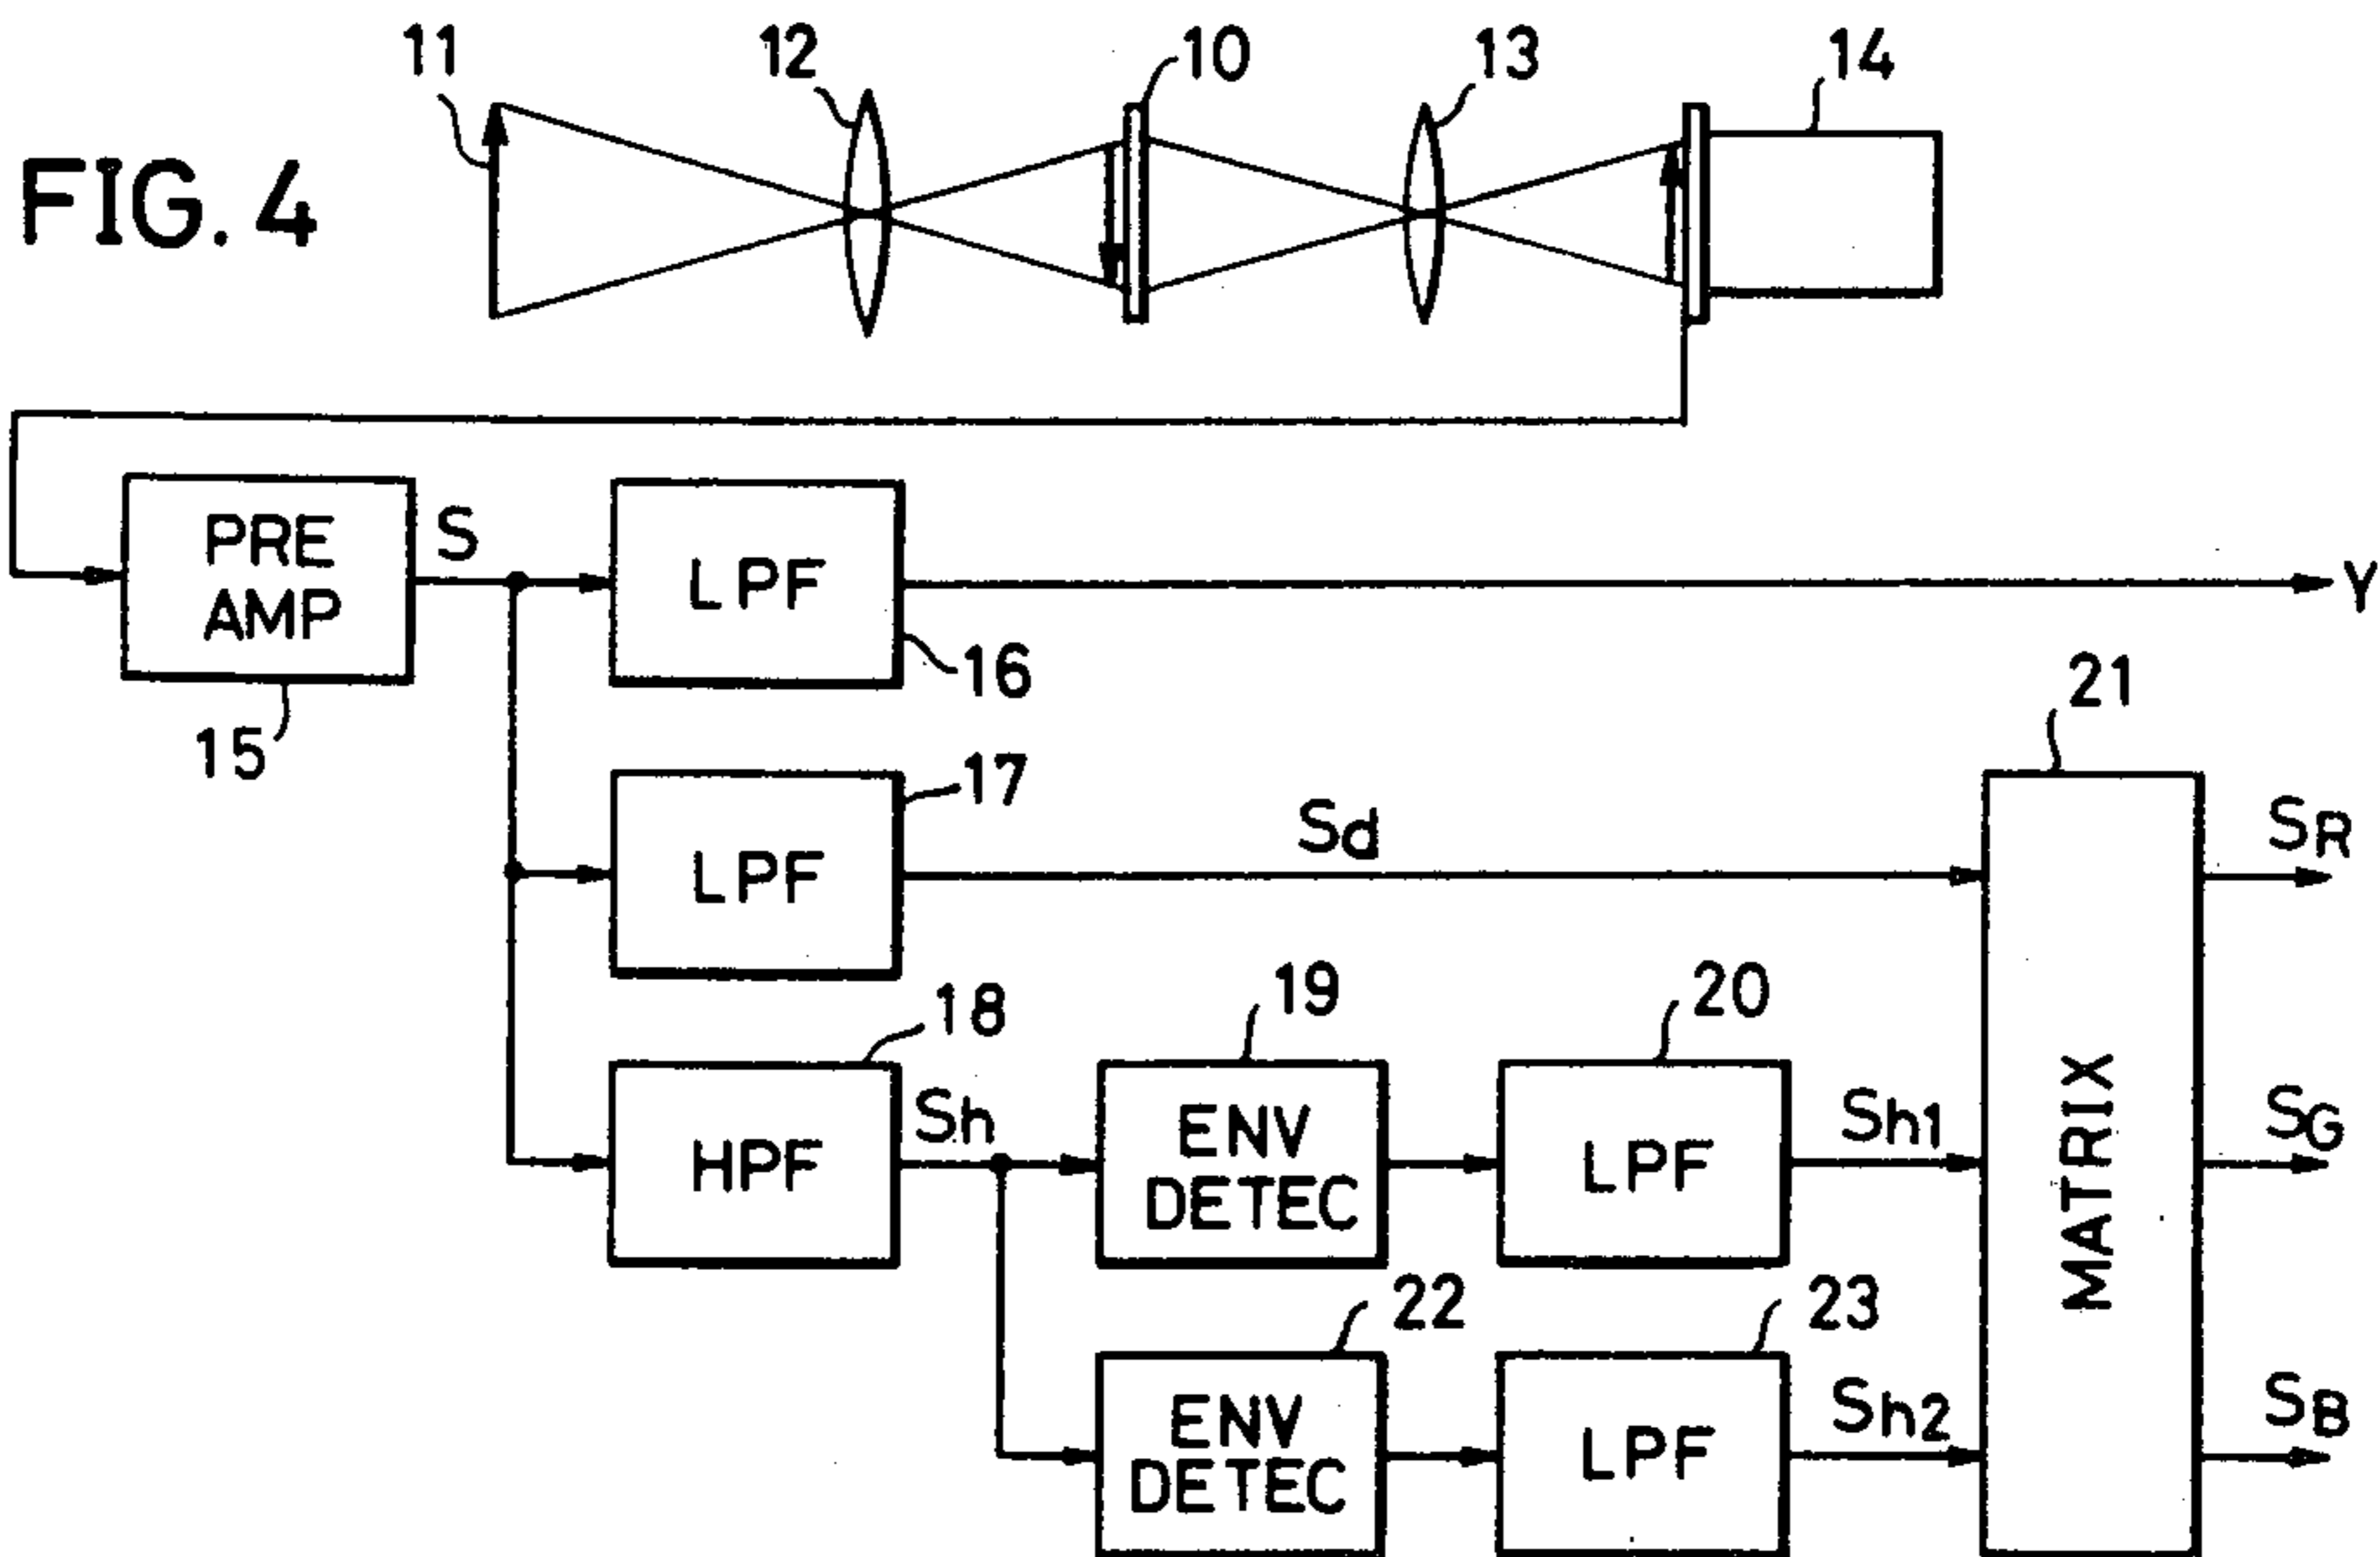 11
12
10
13
14
FIG. 4
PRE
AMP
S
LPF
Y
16
15
21
17
LPF
Sd
SR
18
19
20
HPF
Sh
ENV
DETEC
LPF
Sh1
MATRIX
SG
22
23
ENV
DETEC
LPF
Sh2
SB